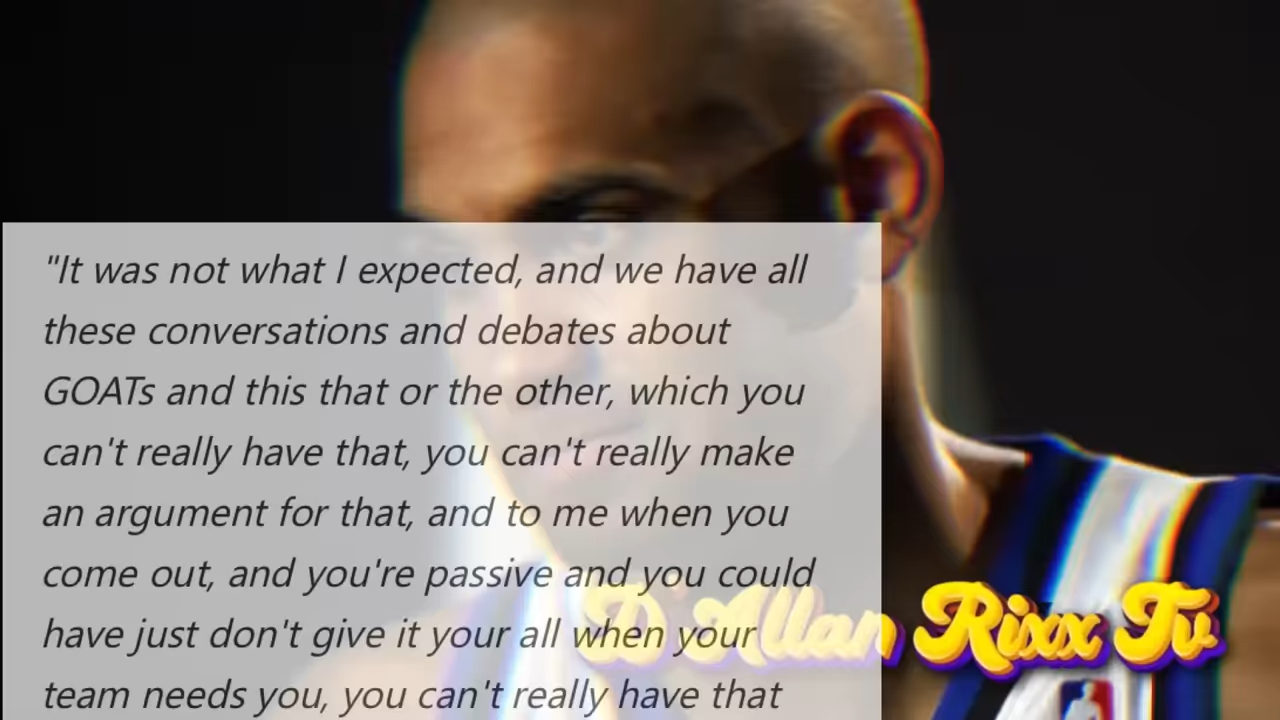 "It was not what I expected, and we have all
these conversations and debates about
GOATs and this that or the other, which you
can't really have that, you can't really make
an argument for that, and to me when you
come out, and you're passive and you could
have just don't give it your all when your
team needs you, you can't really have that
D'Allan Rixx Tv